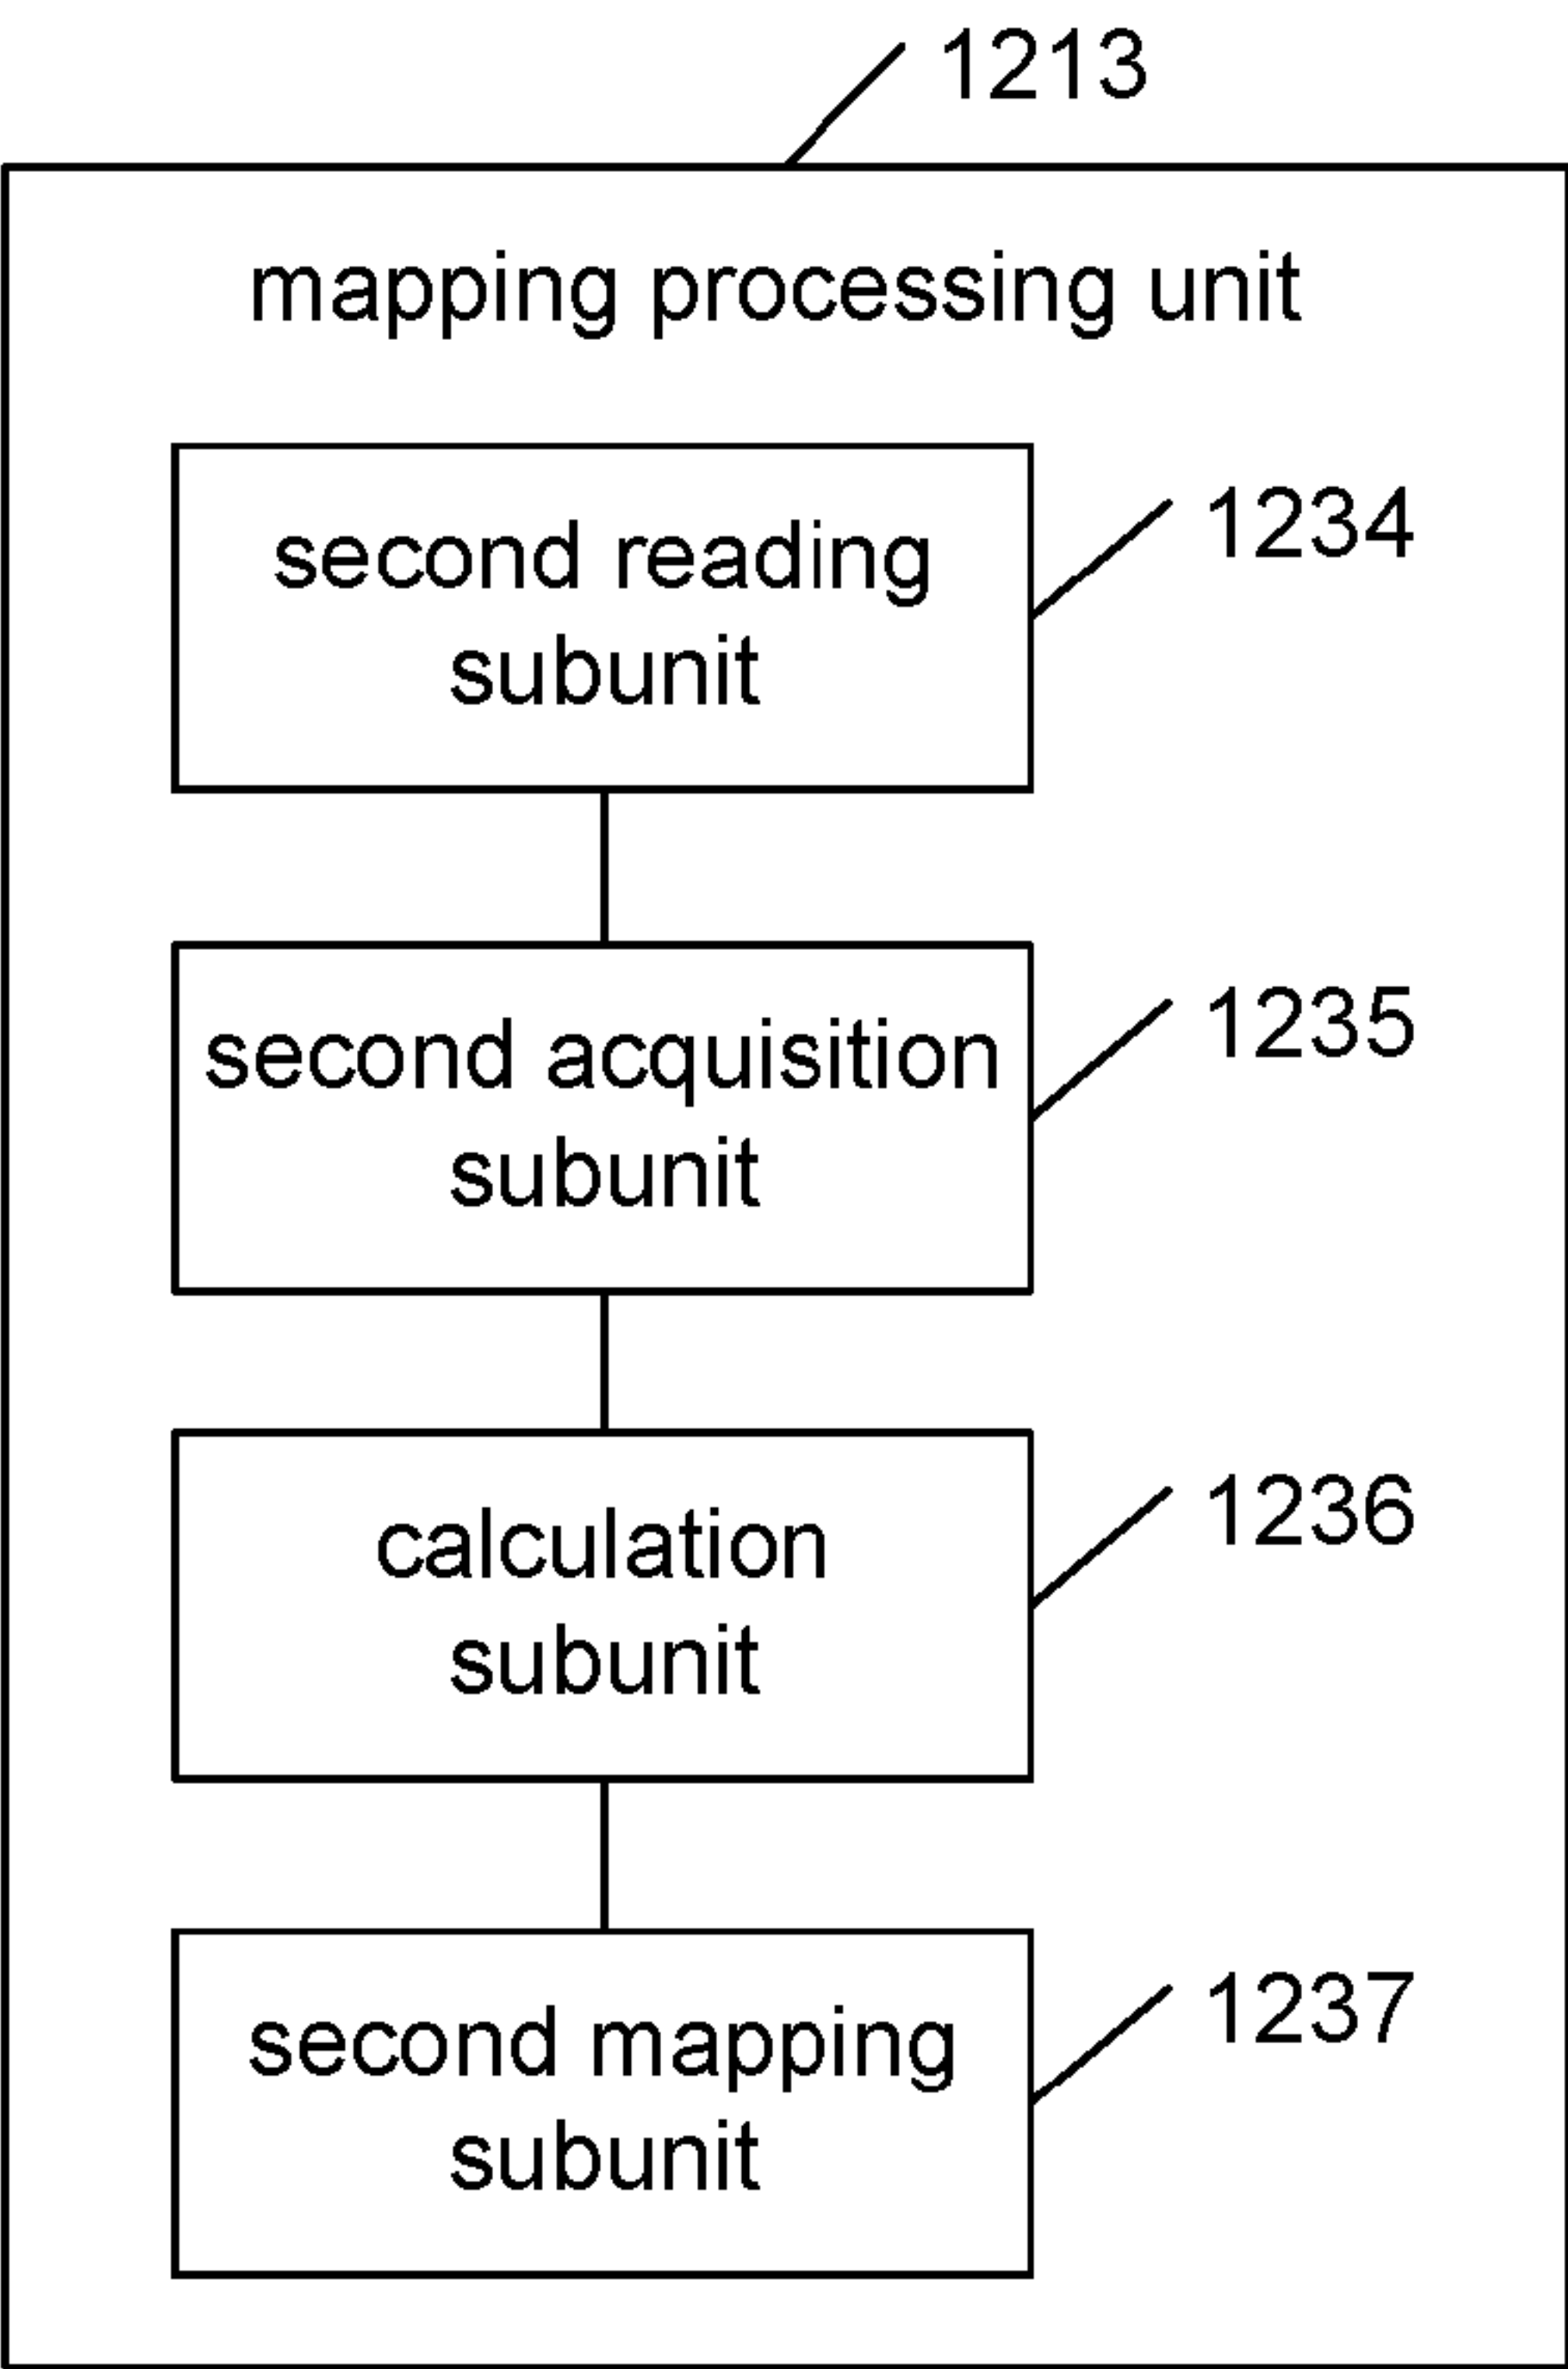 1213
mapping processing unit
second reading
subunit
1234
second acquisition
subunit
1235
calculation
subunit
1236
second mapping
subunit
1237